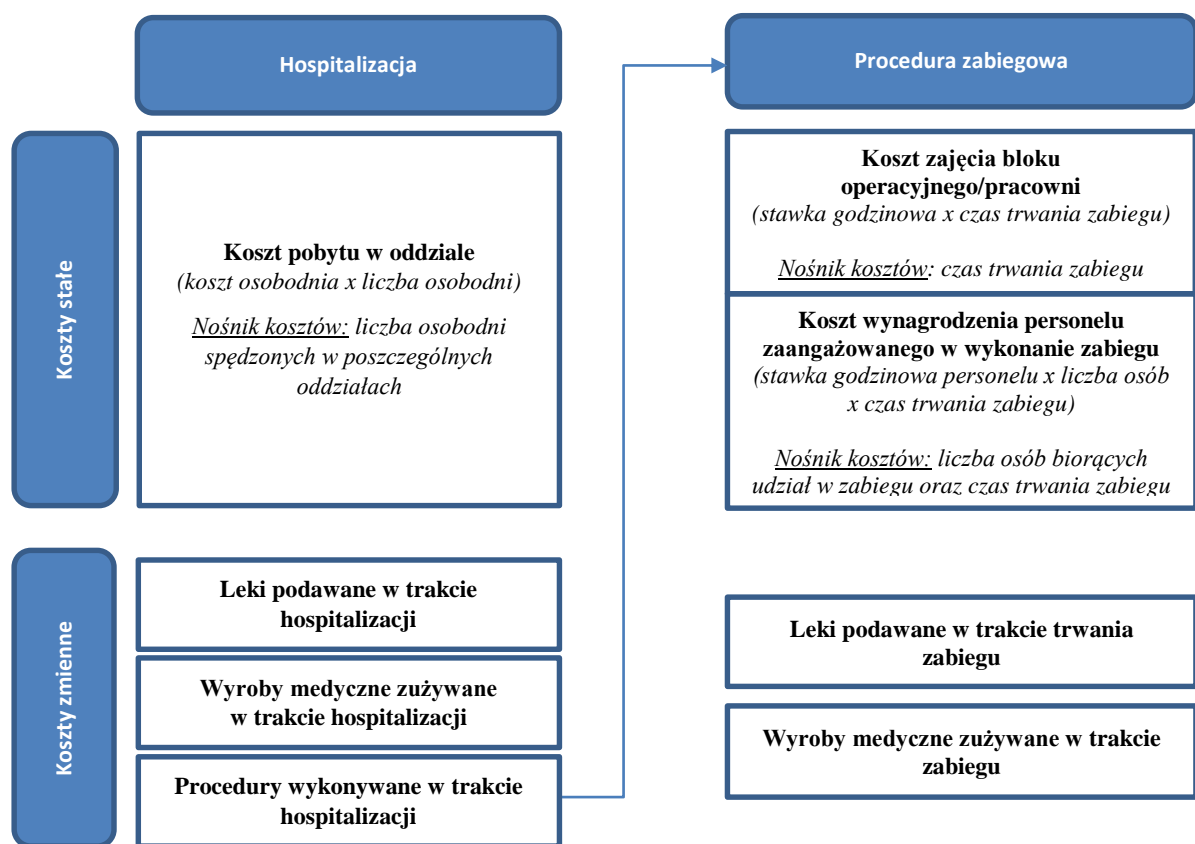 Hospitalizacja
Procedura zabiegowa
Koszty stałe
Koszt pobytu w oddziale
(koszt osobodnia x liczba osobodni)
Nośnik kosztów: liczba osobodni
spędzonych w poszczególnych
oddziałach
Koszt zajęcia bloku
operacyjnego/pracowni
(stawka godzinowa x czas trwania zabiegu)
Nośnik kosztów: czas trwania zabiegu
Koszt wynagrodzenia personelu
zaangażowanego w wykonanie zabiegu
(stawka godzinowa personelu x liczba osób
x czas trwania zabiegu)
Nośnik kosztów: liczba osób biorących
udział w zabiegu oraz czas trwania zabiegu
Koszty zmienne
Leki podawane w trakcie
hospitalizacji
Wyroby medyczne zużywane
w trakcie hospitalizacji
Procedury wykonywane w trakcie
hospitalizacji
Leki podawane w trakcie trwania
zabiegu
Wyroby medyczne zużywane w trakcie
zabiegu